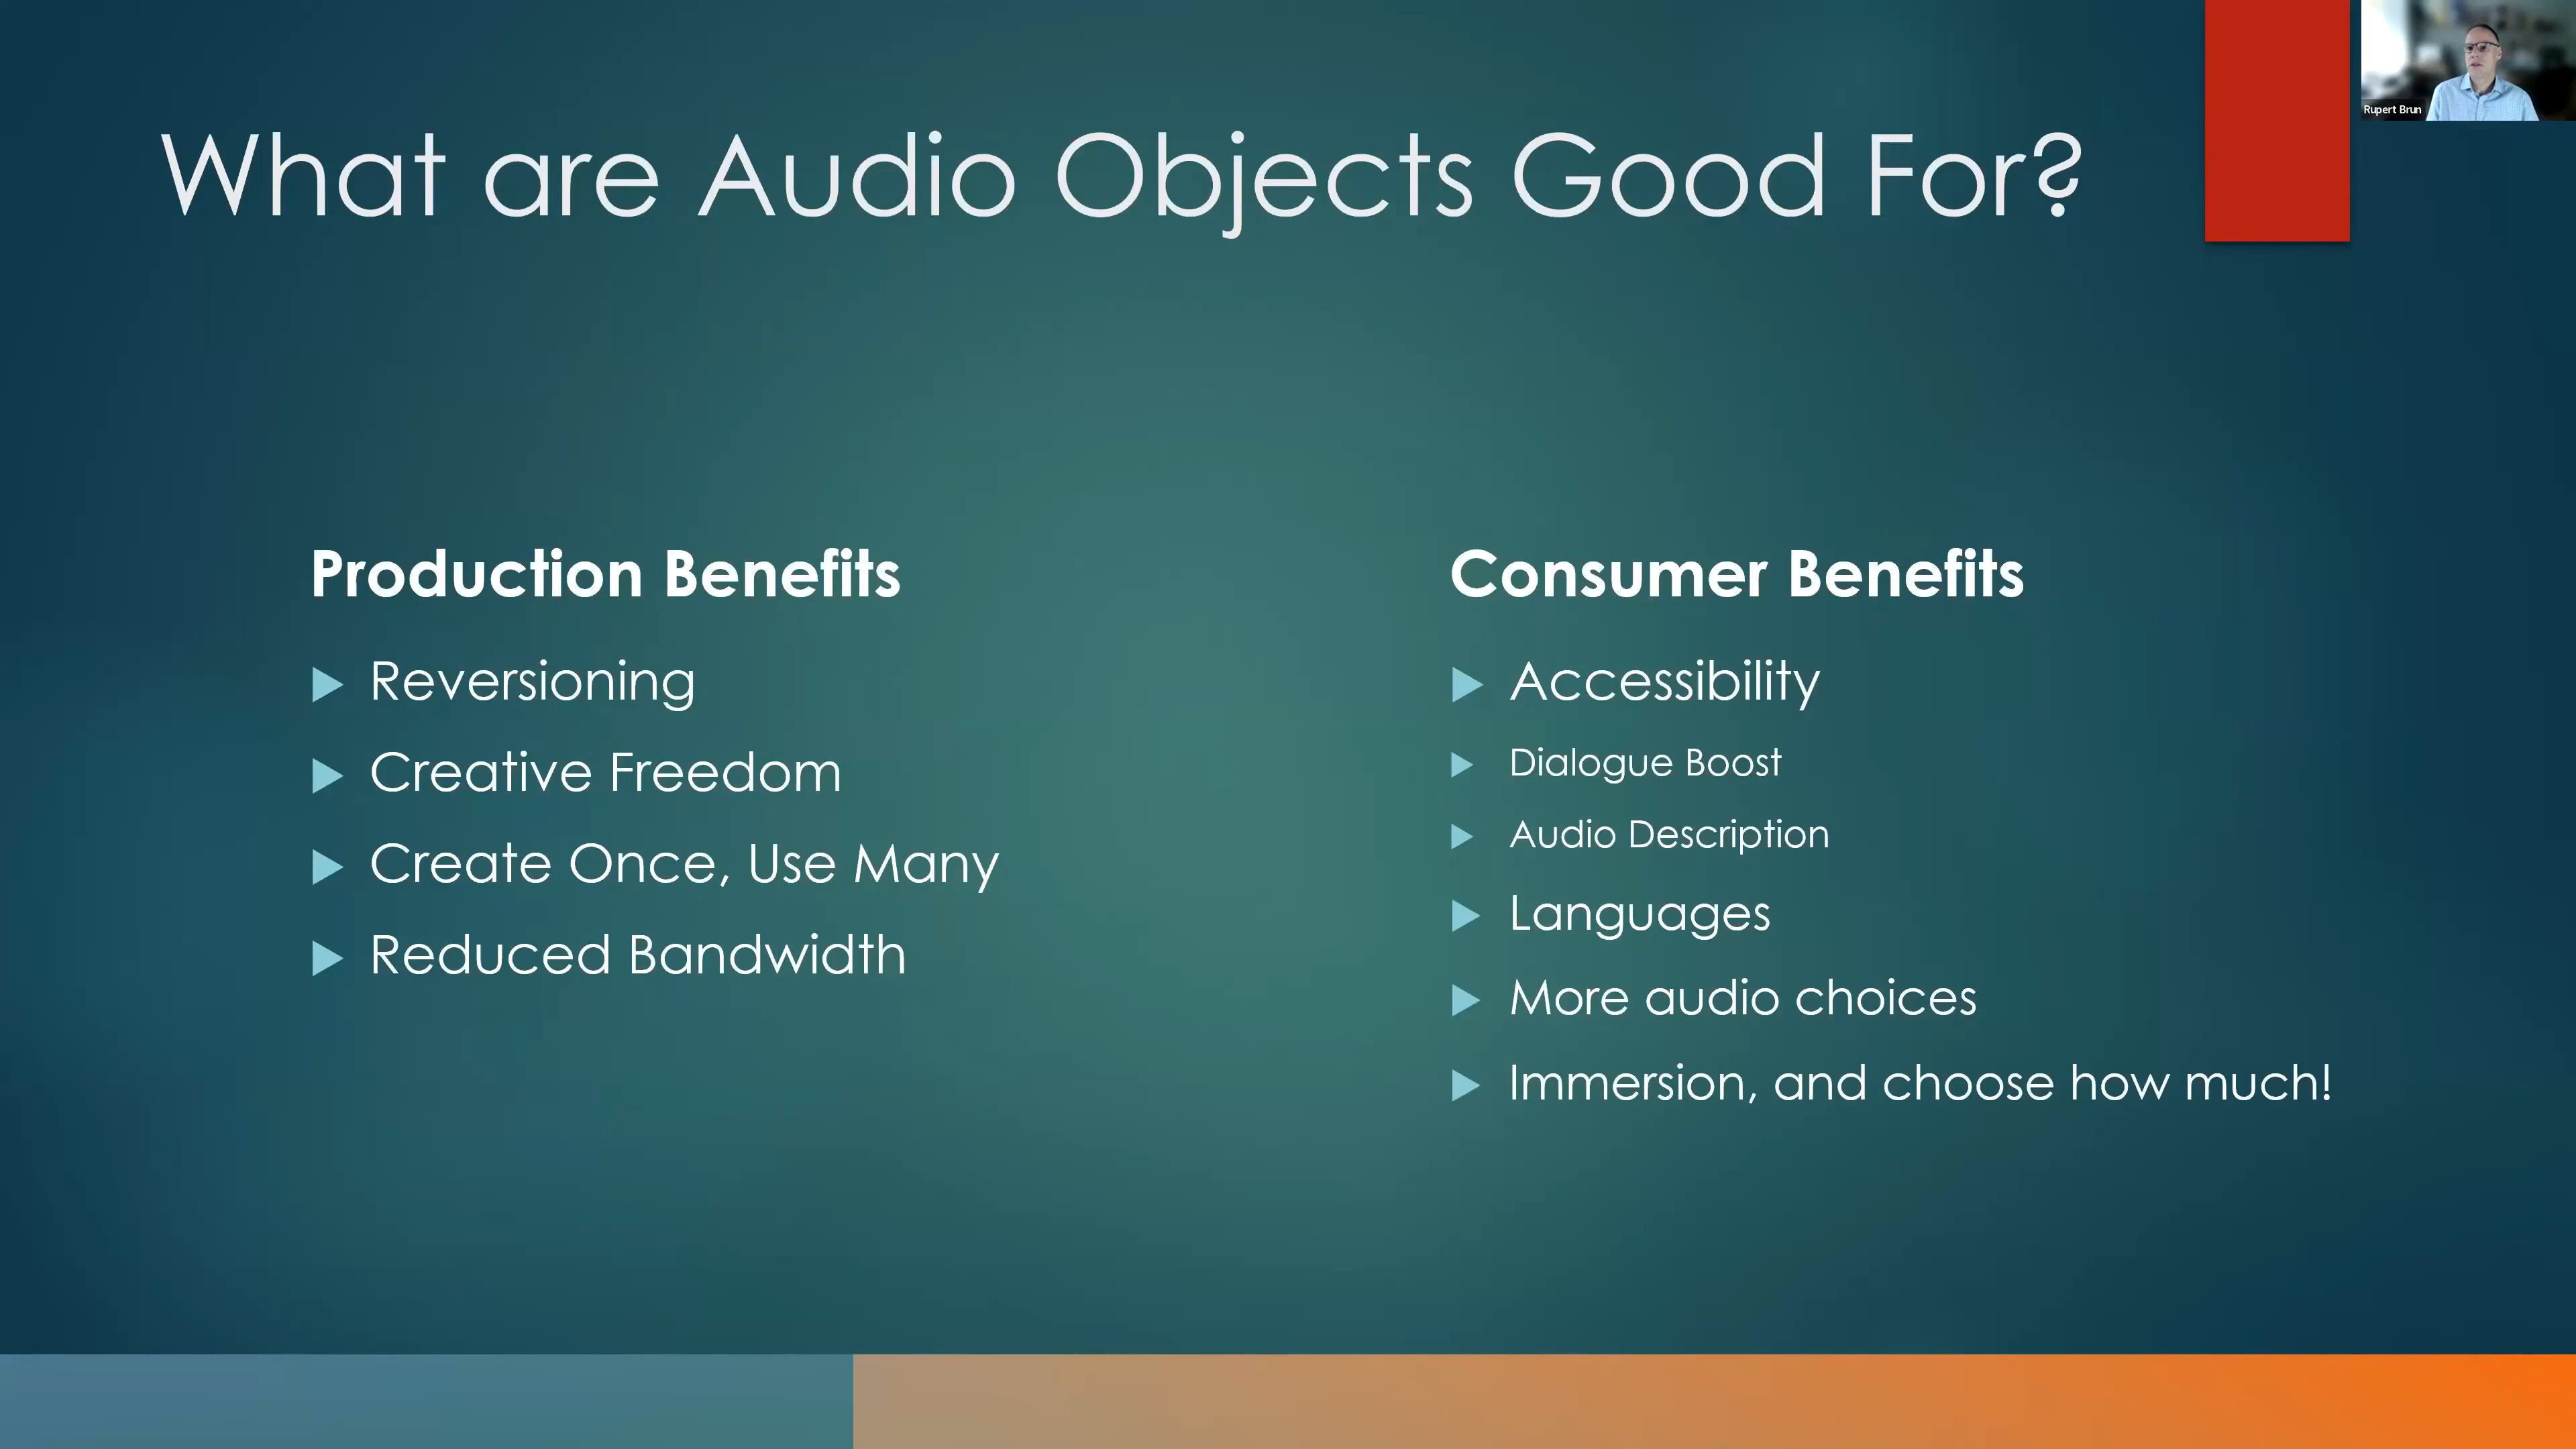 What are Audio Objects Good For?
Rupert Brun
Production Benefits
Reversioning
Creative Freedom
Create Once, Use Many
Reduced Bandwidth
Consumer Benefits
Accessibility
Dialogue Boost
Audio Description
Languages
More audio choices
Immersion, and choose how much!